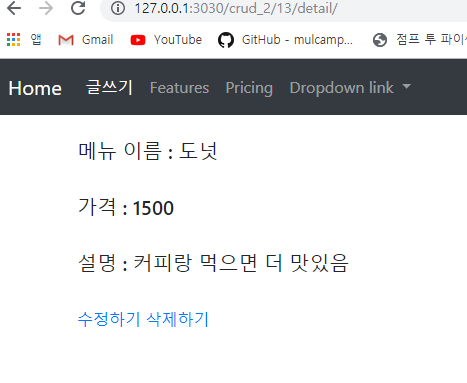 127.0.0.1:3030/crud_2/13/detail/
앱 Gmail YouTube GitHub - mulcamp... 점프 투 파이
Home 글쓰기 Features Pricing Dropdown link
메뉴 이름 : 도넛
가격 : 1500
설명 : 커피랑 먹으면 더 맛있음
수정하기 삭제하기